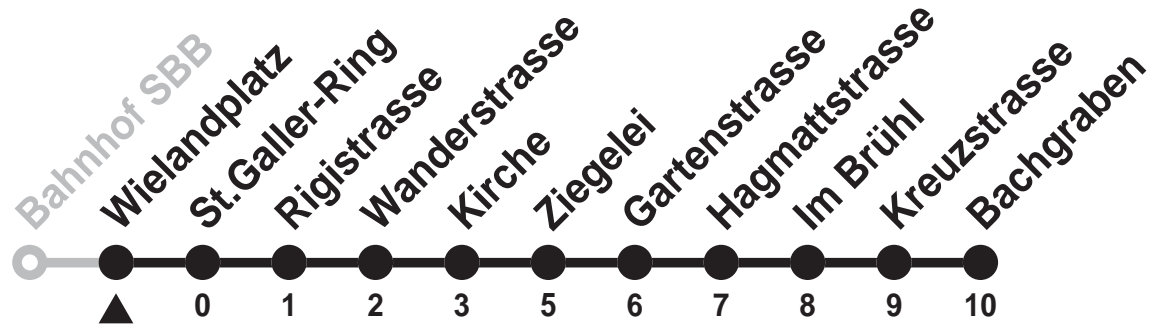 Bahnhof SBB
Wielandplatz
St.Galler-Ring
Rigistrasse
Wanderstrasse
Kirche
Ziegelei
Gartenstrasse
Hagmattstrasse
Im Brühl
Kreuzstrasse
Bachgraben
0 1 2 3 5 6 7 8 9 10